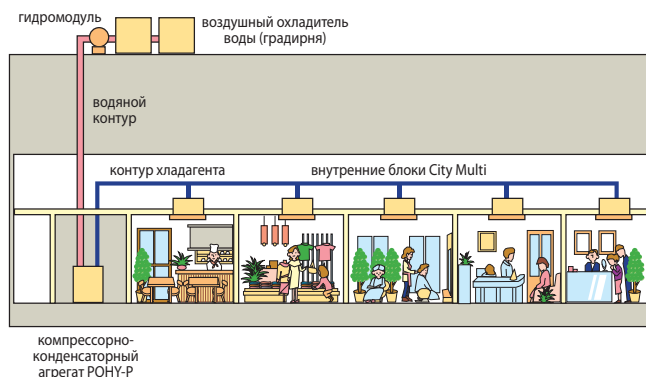 гидромодуль
воздушный охладитель
воды (градирня)
водяной
контур
контур хладагента
внутренние блоки City Multi
компрессорно-
конденсаторный
агрегат PQHY-P